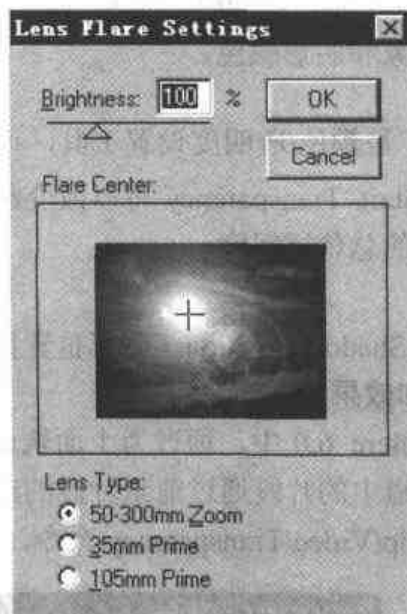 Lens Flare Settings
Brightness: 100 %
OK
Cancel
Flare Center:
Lens Type:
50-300mm Zoom
35mm Prime
105mm Prime